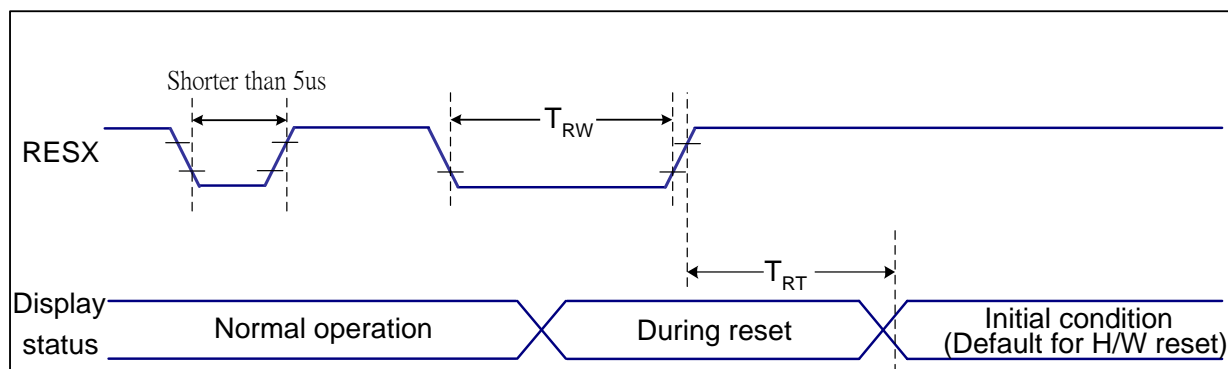 Shorter than 5us
RESX
TRW
TRT
Display
status
Normal operation
During reset
Initial condition
(Default for H/W reset)